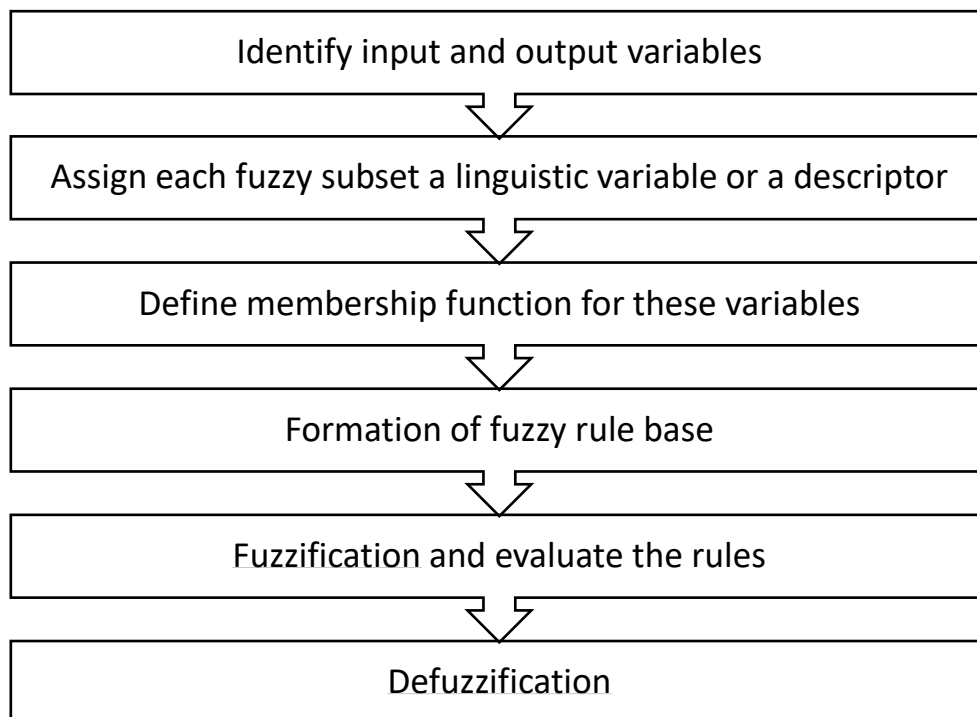 Identify input and output variables
Assign each fuzzy subset a linguistic variable or a descriptor
Define membership function for these variables
Formation of fuzzy rule base
Fuzzification and evaluate the rules
Defuzzification